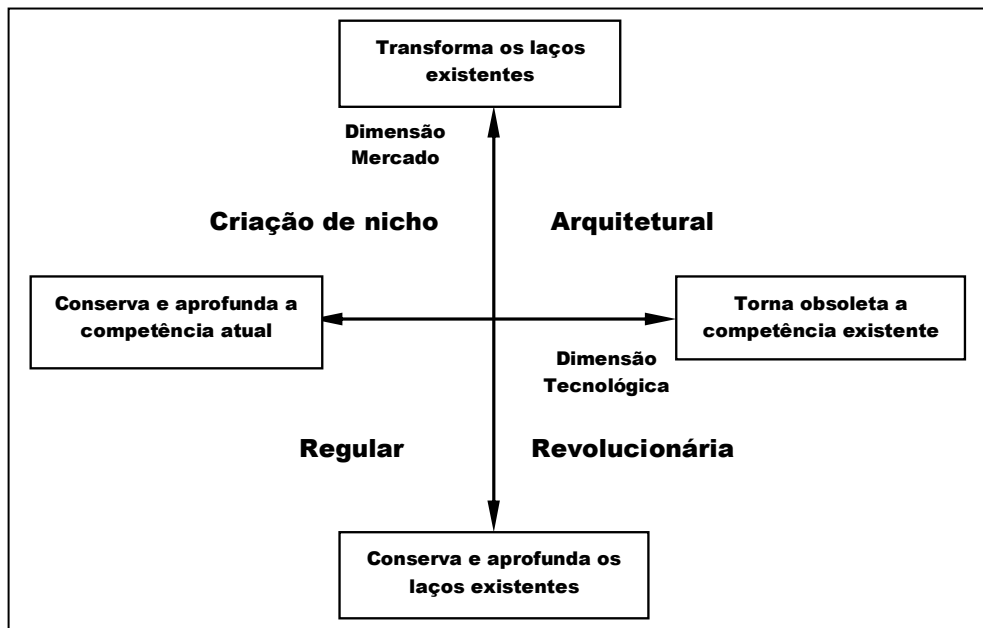 Transforma os laços
existentes
Dimensão
Mercado
Criação de nicho
Arquitetural
Conserva e aprofunda a
competência atual
Torna obsoleta a
competência existente
Dimensão
Tecnológica
Regular
Revolucionária
Conserva e aprofunda os
laços existentes